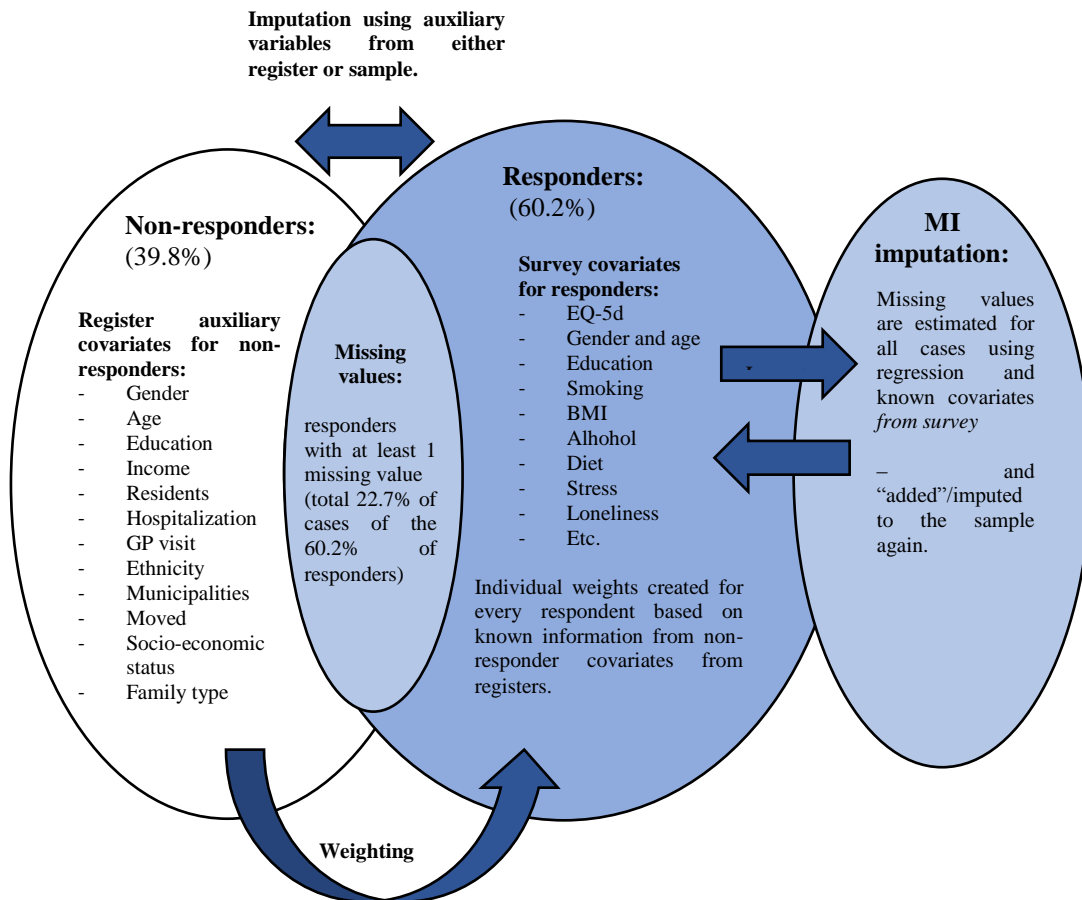 Imputation using auxiliary
variables from either
register or sample.
Non-responders:
(39.8%)
Register auxiliary
covariates for non-
responders:
- Gender
- Age
- Education
- Income
- Residents
- Hospitalization
- GP visit
- Ethnicity
- Municipalities
- Moved
- Socio-economic
status
- Family type
Missing
values:
responders
with at least 1
missing value
(total 22.7% of
cases of the
60.2% of
responders)
Responders:
(60.2%)
Survey covariates
for responders:
- EQ-5d
- Gender and age
- Education
- Smoking
- BMI
- Alhohol
- Diet
- Stress
- Loneliness
- Etc.
Individual weights created for
every respondent based on
known information from non-
responder covariates from
registers.
MI
imputation:
Missing values
are estimated for
all cases using
regression and
known covariates
from survey
– and
“added”/imputed
to the sample
again.
Weighting